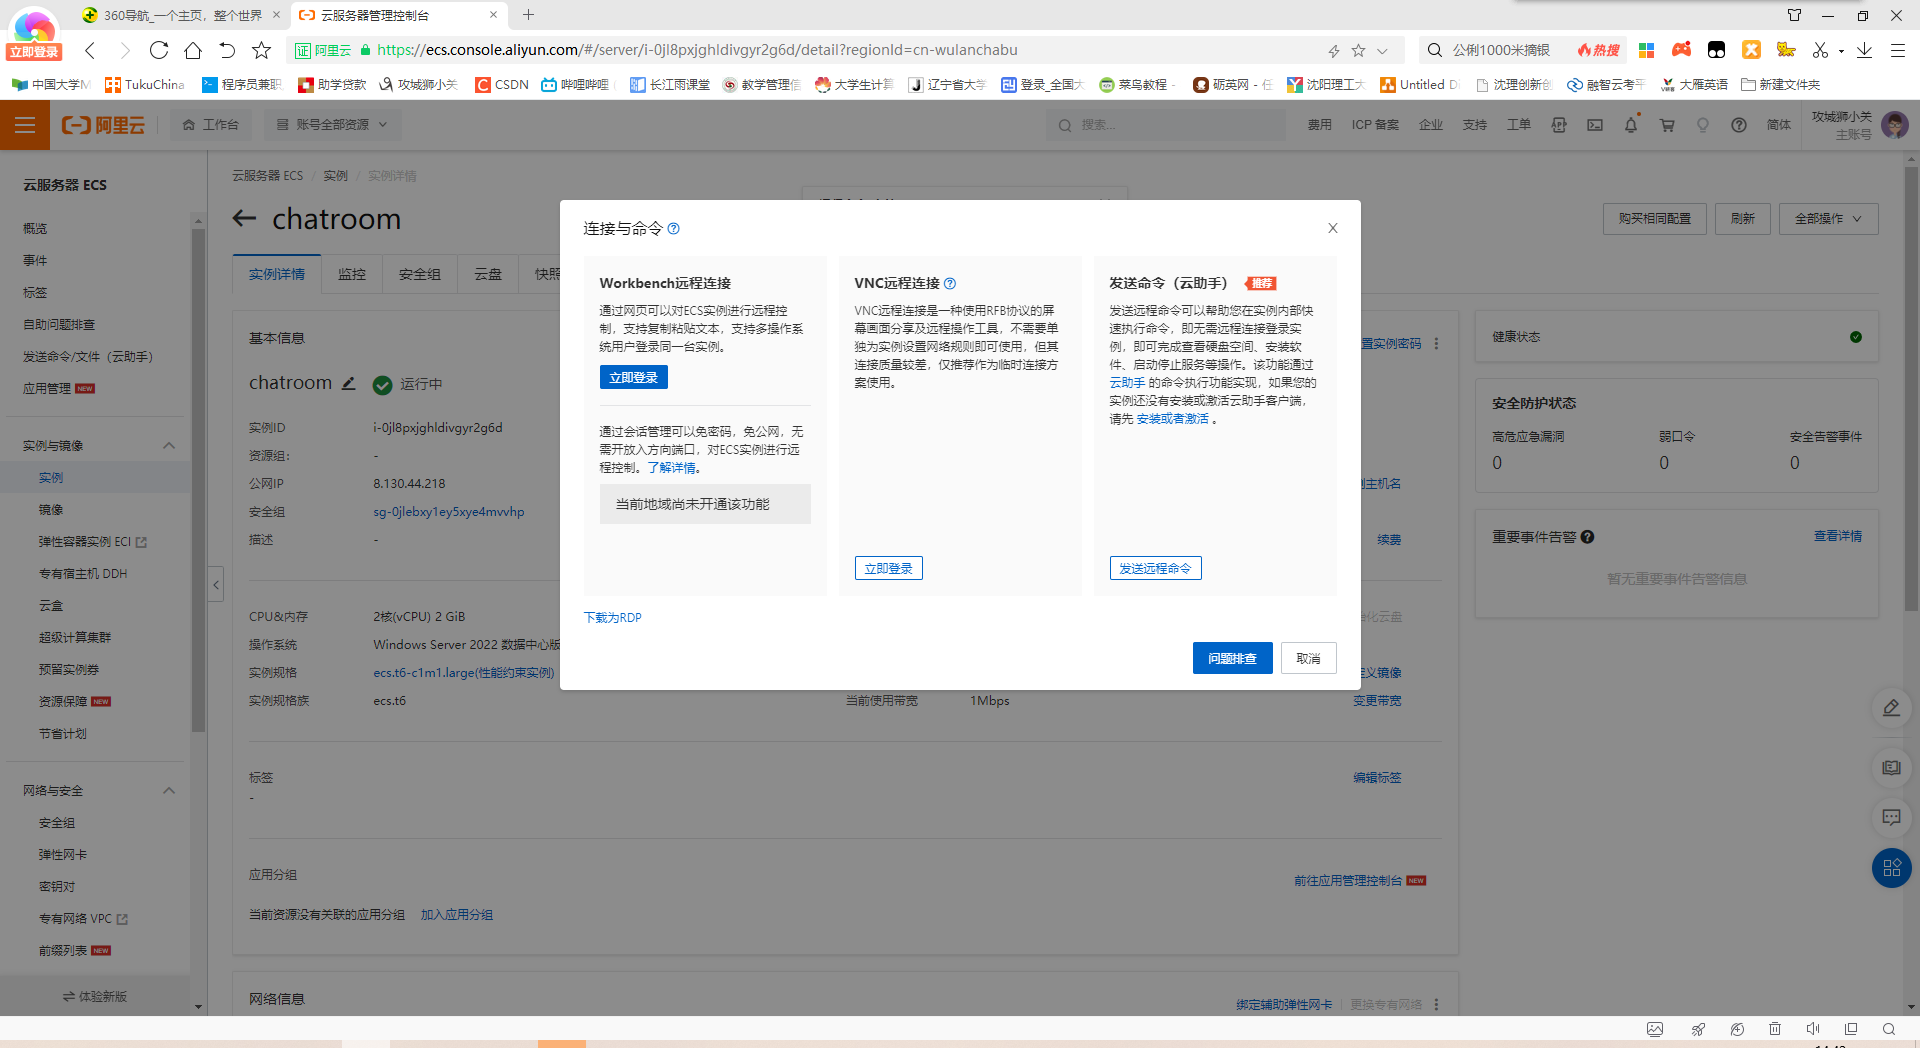 360导航_一个主页，整个世界
云服务器管理控制台
立即登录
证 阿里云
https://ecs.console.aliyun.com/#/server/i-0jl8pxjghldivgyr2g6d/detail?regionId=cn-wulanchabu
公俐1000米摘银
热搜
中国大学M
TukuChina
程序员兼职
助学贷款
攻城狮小关
CSDN
哔哩哔哩
长江雨课堂
教学管理信
大学生计算
辽宁省大学
登录_全国大
菜鸟教程 -
砺英网 - 任
沈阳理工大
Untitled Di
沈理创新创
融智云考平
大雁英语
新建文件夹
阿里云
工作台
账号全部资源
搜索...
费用
ICP 备案
企业
支持
工单
简体
攻城狮小关
主账号
云服务器 ECS
概览
事件
标签
自助问题排查
发送命令/文件（云助手）
应用管理 NEW
实例与镜像
实例
镜像
弹性容器实例 ECI
专有宿主机 DDH
云盒
超级计算集群
预留实例券
资源保障 NEW
节省计划
网络与安全
安全组
弹性网卡
密钥对
专有网络 VPC
前缀列表 NEW
体验新版
云服务器 ECS / 实例 / 实例详情
chatroom
购买相同配置
刷新
全部操作
实例详情
监控
安全组
云盘
快照
基本信息
置实例密码
chatroom
运行中
实例ID
i-0jl8pxjghldivgyr2g6d
资源组：
-
公网IP
8.130.44.218
主机名
安全组
sg-0jlebxy1ey5xye4mvvhp
描述
-
续费
CPU&内存
2核(vCPU) 2 GiB
化云盘
操作系统
Windows Server 2022 数据中心版
实例规格
ecs.t6-c1m1.large(性能约束实例)
义镜像
实例规格族
ecs.t6
当前使用带宽
1Mbps
变更带宽
标签
编辑标签
-
应用分组
前往应用管理控制台 NEW
当前资源没有关联的应用分组
加入应用分组
网络信息
绑定辅助弹性网卡
更换专有网络
连接与命令
Workbench远程连接
通过网页可以对ECS实例进行远程控
制，支持复制粘贴文本，支持多操作系
统用户登录同一台实例。
立即登录
通过会话管理可以免密码，免公网，无
需开放入方向端口，对ECS实例进行远
程控制。了解详情。
当前地域尚未开通该功能
VNC远程连接
VNC远程连接是一种使用RFB协议的屏
幕画面分享及远程操作工具，不需要单
独为实例设置网络规则即可使用，但其
连接质量较差，仅推荐作为临时连接方
案使用。
立即登录
发送命令（云助手）
推荐
发送远程命令可以帮助您在实例内部快
速执行命令，即无需远程连接登录实
例，即可完成查看硬盘空间、安装软
件、启动停止服务等操作。该功能通过
云助手 的命令执行功能实现，如果您的
实例还没有安装或激活云助手客户端，
请先 安装或者激活 。
发送远程命令
下载为RDP
问题排查
取消
健康状态
安全防护状态
高危应急漏洞
弱口令
安全告警事件
0
0
0
重要事件告警
查看详情
暂无重要事件告警信息